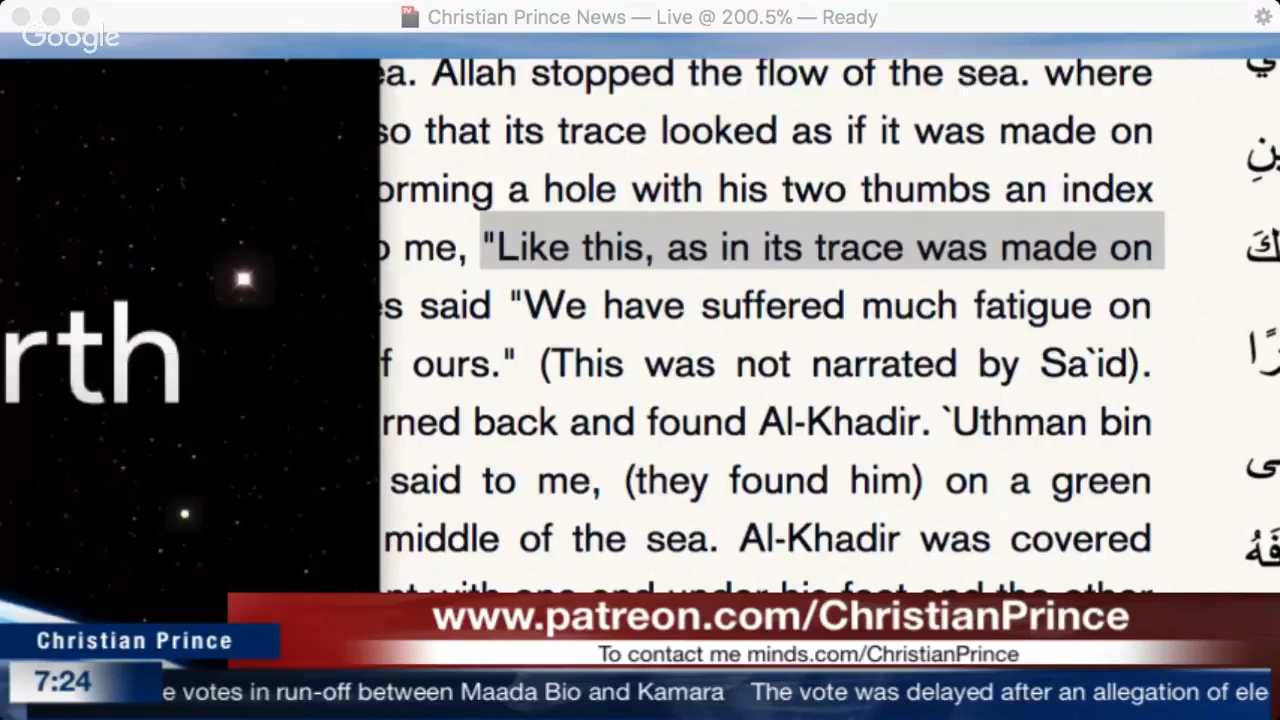 Christian Prince News — Live @ 200.5% — Ready
Google
ea. Allah stopped the flow of the sea. where
so that its trace looked as if it was made on
orming a hole with his two thumbs an index
o me, "Like this, as in its trace was made on
es said "We have suffered much fatigue on
f ours." (This was not narrated by Sa`id).
rned back and found Al-Khadir. `Uthman bin
said to me, (they found him) on a green
middle of the sea. Al-Khadir was covered
rth
www.patreon.com/ChristianPrince
Christian Prince
To contact me minds.com/ChristianPrince
7:24
e votes in run-off between Maada Bio and Kamara The vote was delayed after an allegation of ele